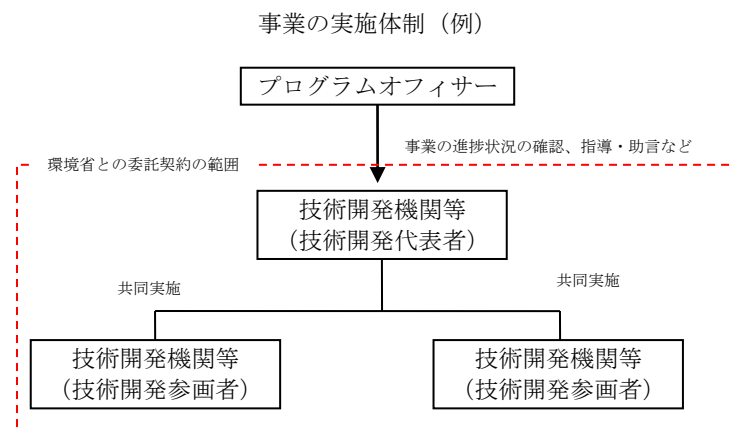 事業の実施体制（例）
プログラムオフィサー
事業の進捗状況の確認、指導・助言など
環境省との委託契約の範囲
技術開発機関等
（技術開発代表者）
共同実施
共同実施
技術開発機関等
（技術開発参画者）
技術開発機関等
（技術開発参画者）